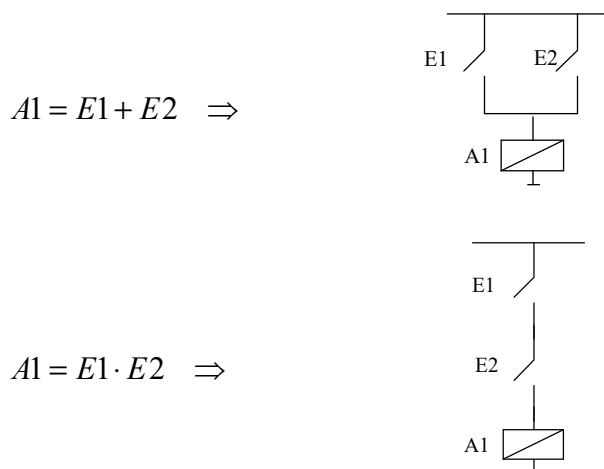 E1 E2
A1 = E1 + E2 ⇒
A1
E1
A1 = E1 · E2 ⇒
E2
A1